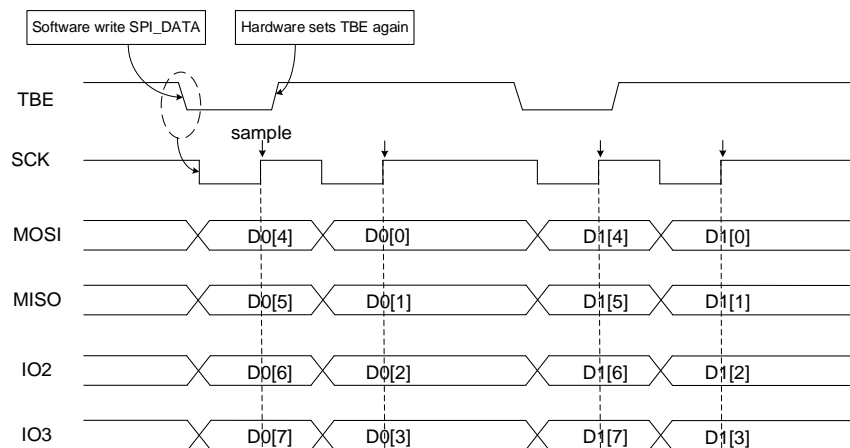 Software write SPI_DATA
Hardware sets TBE again
TBE
sample
SCK
MOSI D0[4] D0[0] D1[4] D1[0]
MISO D0[5] D0[1] D1[5] D1[1]
IO2 D0[6] D0[2] D1[6] D1[2]
IO3 D0[7] D0[3] D1[7] D1[3]